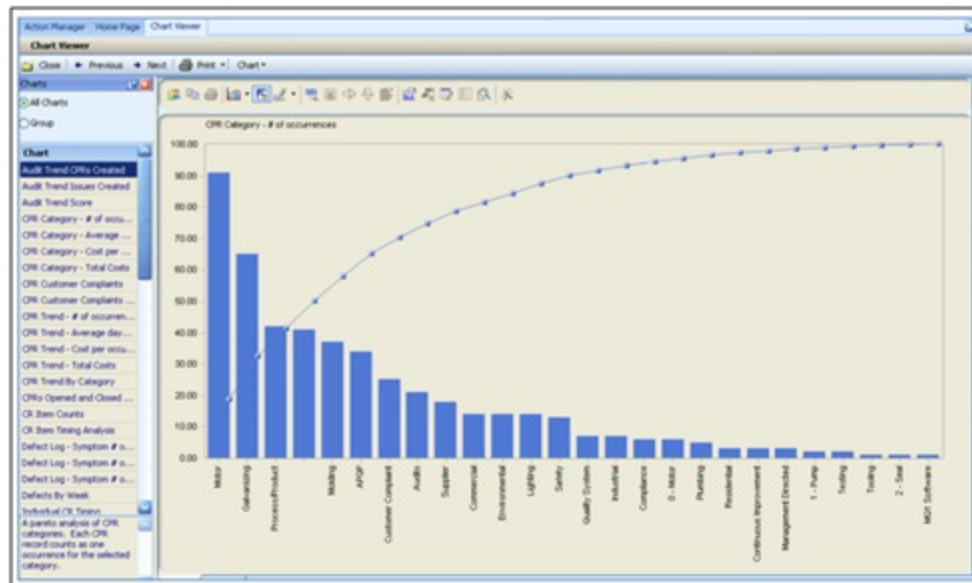 Action Manager Home Page Chart Viewer
Chart Viewer
Close Previous Next Print Chart
Charts
All Charts
Group
Chart
Audit Trend CPRs Created
Audit Trend Issues Created
Audit Trend Score
CPR Category - # of occu...
CPR Category - Average ...
CPR Category - Cost per ...
CPR Category - Total Costs
CPR Customer Complaints
CPR Customer Complaints ...
CPR Trend - # of occurren...
CPR Trend - Average day...
CPR Trend - Cost per occu...
CPR Trend - Total Costs
CPR Trend By Category
CPRs Opened and Closed ...
CR Item Counts
CR Item Timing Analysis
Defect Log - Symptom # o...
Defect Log - Symptom # o...
Defect Log - Symptom # o...
Defects By Week
Individual CR Timing
A pareto analysis of CPR
categories. Each CPR
record counts as one
occurrence for the selected
category.
CPR Category - # of occurrences
100.00
90.00
80.00
70.00
60.00
50.00
40.00
30.00
20.00
10.00
0.00
Motor
Galvanizing
Process/Product
Molding
APQP
Customer Complaint
Audits
Supplier
Commercial
Environmental
Lighting
Safety
Quality System
Industrial
Compliance
0 - Motor
Plumbing
Residential
Continuous Improvement
Management Directed
1 - Pump
Testing
Tooling
2 - Seal
MQ1 Software